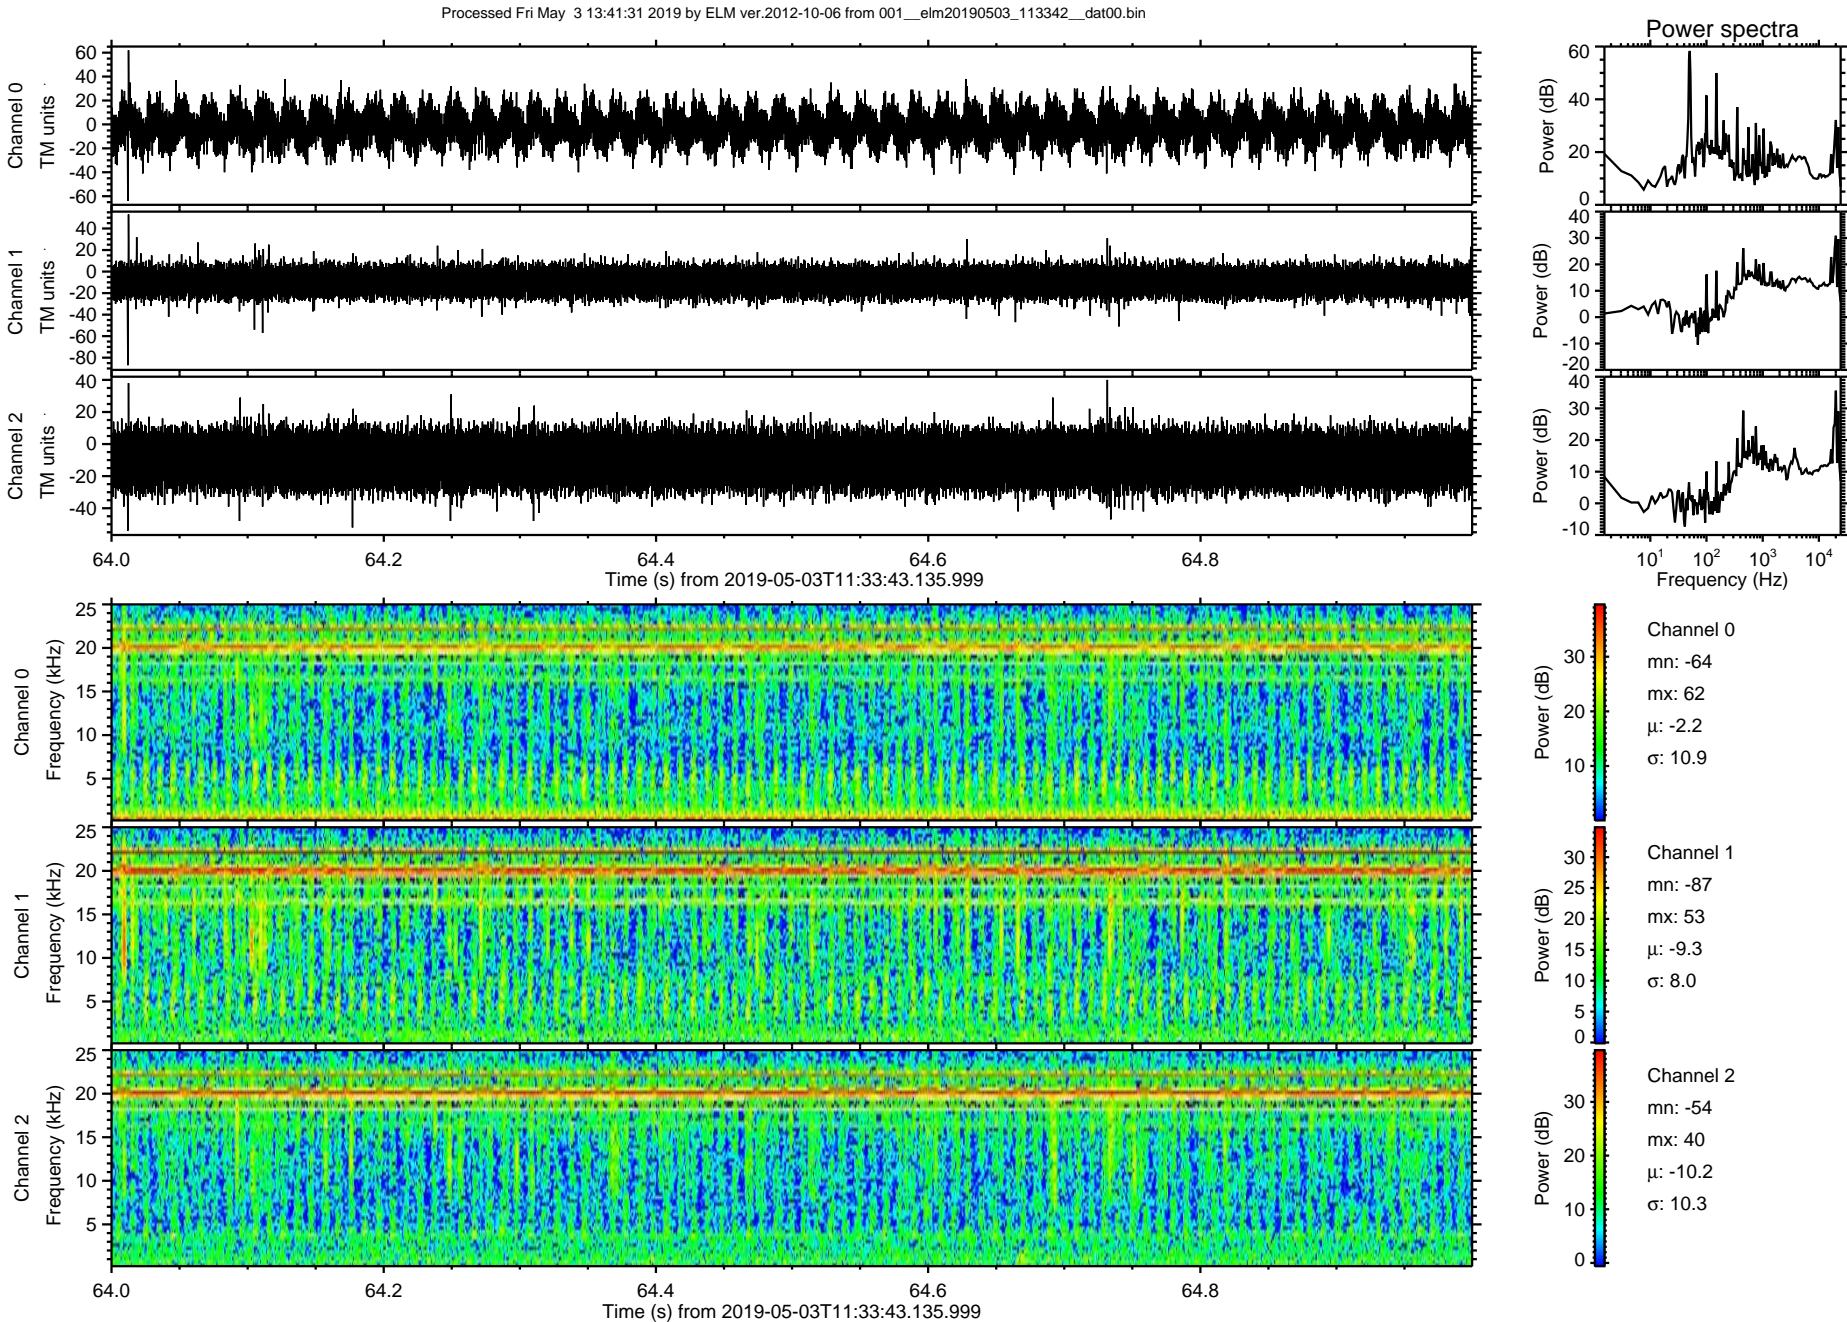 Processed Fri May  3 13:41:31 2019 by ELM ver.2012-10-06 from 001__elm20190503_113342__dat00.bin
Power spectra
Channel 0
TM units
60
40
20
0
-20
-40
-60
Power (dB)
60
40
20
0
Channel 1
TM units
40
20
0
-20
-40
-60
-80
Power (dB)
40
30
20
10
0
-10
-20
Channel 2
TM units
40
20
0
-20
-40
Power (dB)
40
30
20
10
0
-10
64.0 64.2 64.4 64.6 64.8
Time (s) from 2019-05-03T11:33:43.135.999
10^1 10^2 10^3 10^4
Frequency (Hz)
Channel 0
Frequency (kHz)
25
20
15
10
5
Power (dB)
30
20
10
Channel 0
mn: -64
mx: 62
μ: -2.2
σ: 10.9
Channel 1
Frequency (kHz)
25
20
15
10
5
Power (dB)
30
25
20
15
10
5
0
Channel 1
mn: -87
mx: 53
μ: -9.3
σ: 8.0
Channel 2
Frequency (kHz)
25
20
15
10
5
Power (dB)
30
20
10
0
Channel 2
mn: -54
mx: 40
μ: -10.2
σ: 10.3
64.0 64.2 64.4 64.6 64.8
Time (s) from 2019-05-03T11:33:43.135.999